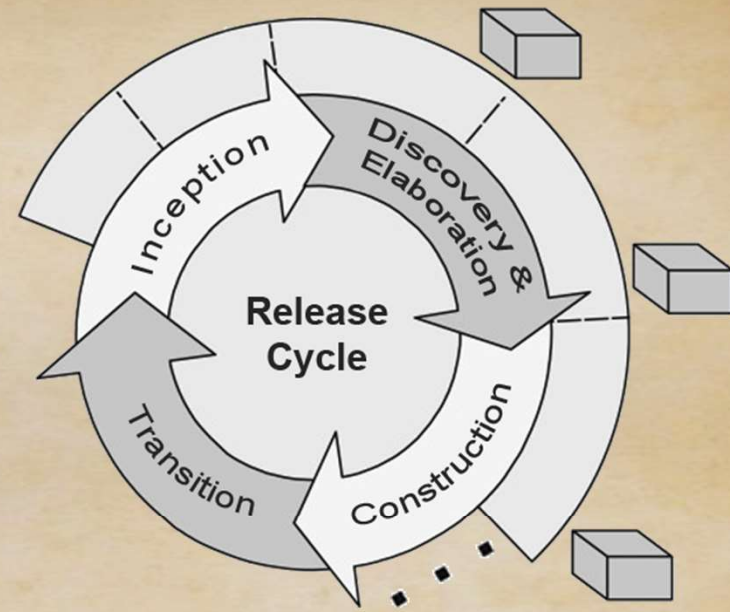 Inception
Discovery &
Elaboration
Release
Cycle
Construction
Transition